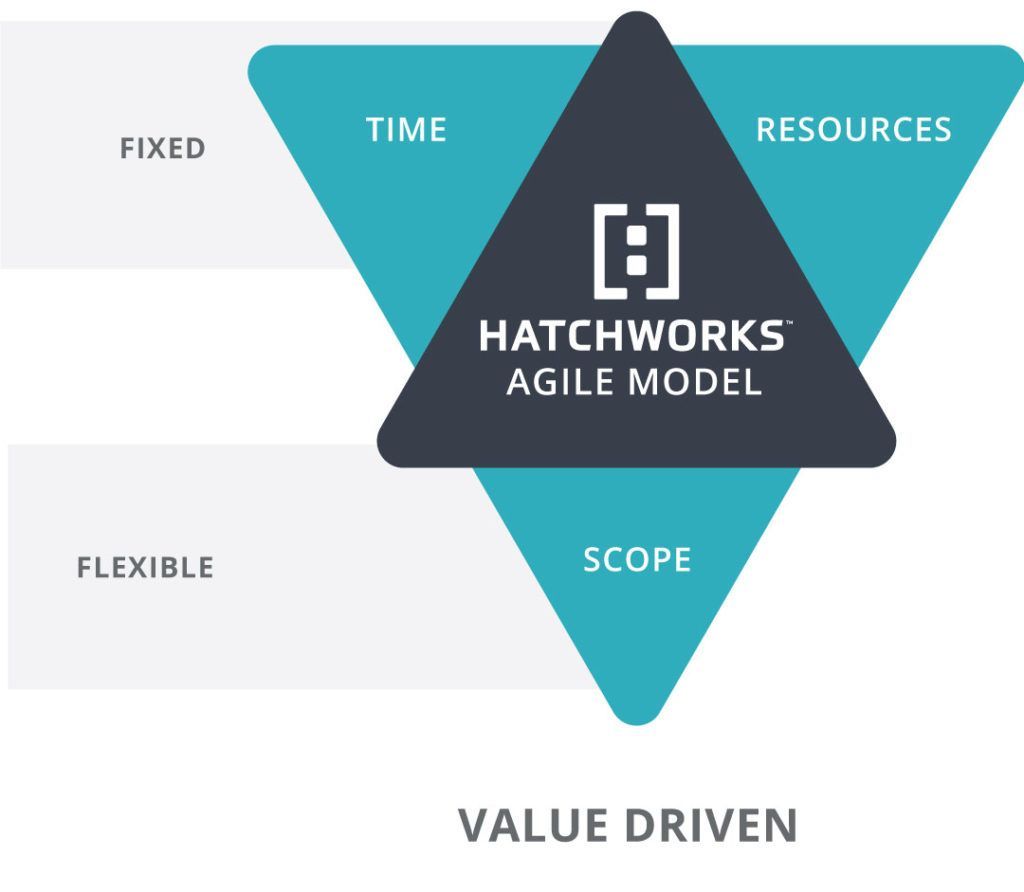 TIME
RESOURCES
FIXED
HATCHWORKS™
AGILE MODEL
SCOPE
FLEXIBLE
VALUE DRIVEN